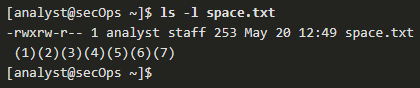 [analyst@secOps ~]$ ls -l space.txt
-rwxrw-r-- 1 analyst staff 253 May 20 12:49 space.txt
(1)(2)(3)(4)(5)(6)(7)
[analyst@secOps ~]$